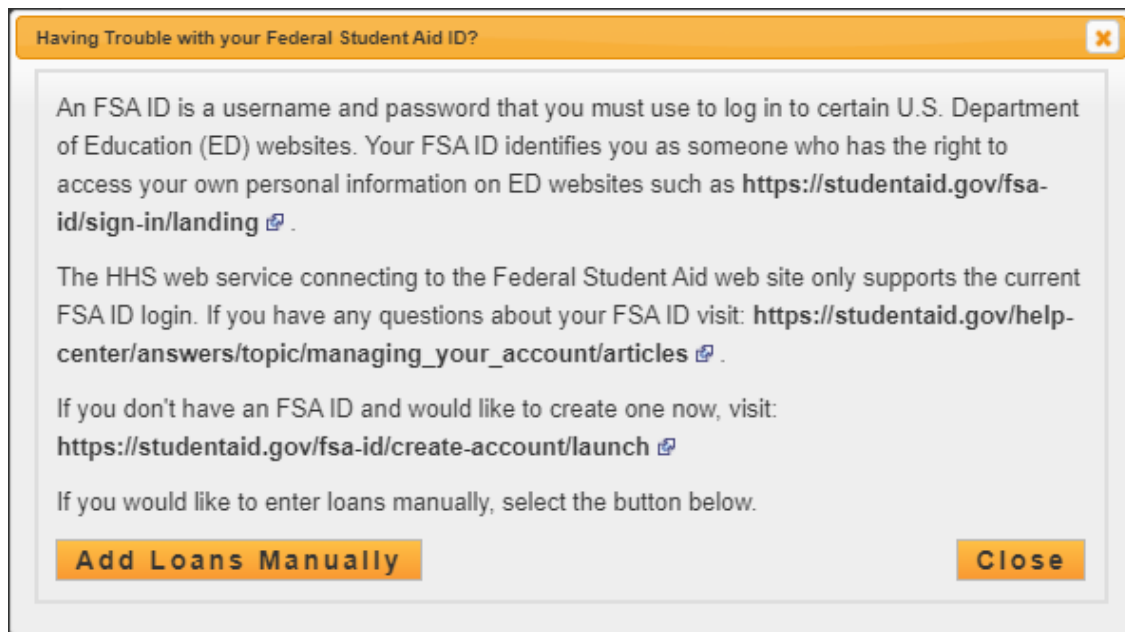 Having Trouble with your Federal Student Aid ID?
An FSA ID is a username and password that you must use to log in to certain U.S. Department
of Education (ED) websites. Your FSA ID identifies you as someone who has the right to
access your own personal information on ED websites such as https://studentaid.gov/fsa-
id/sign-in/landing .
The HHS web service connecting to the Federal Student Aid web site only supports the current
FSA ID login. If you have any questions about your FSA ID visit: https://studentaid.gov/help-
center/answers/topic/managing_your_account/articles .
If you don't have an FSA ID and would like to create one now, visit:
https://studentaid.gov/fsa-id/create-account/launch
If you would like to enter loans manually, select the button below.
Add Loans Manually
Close